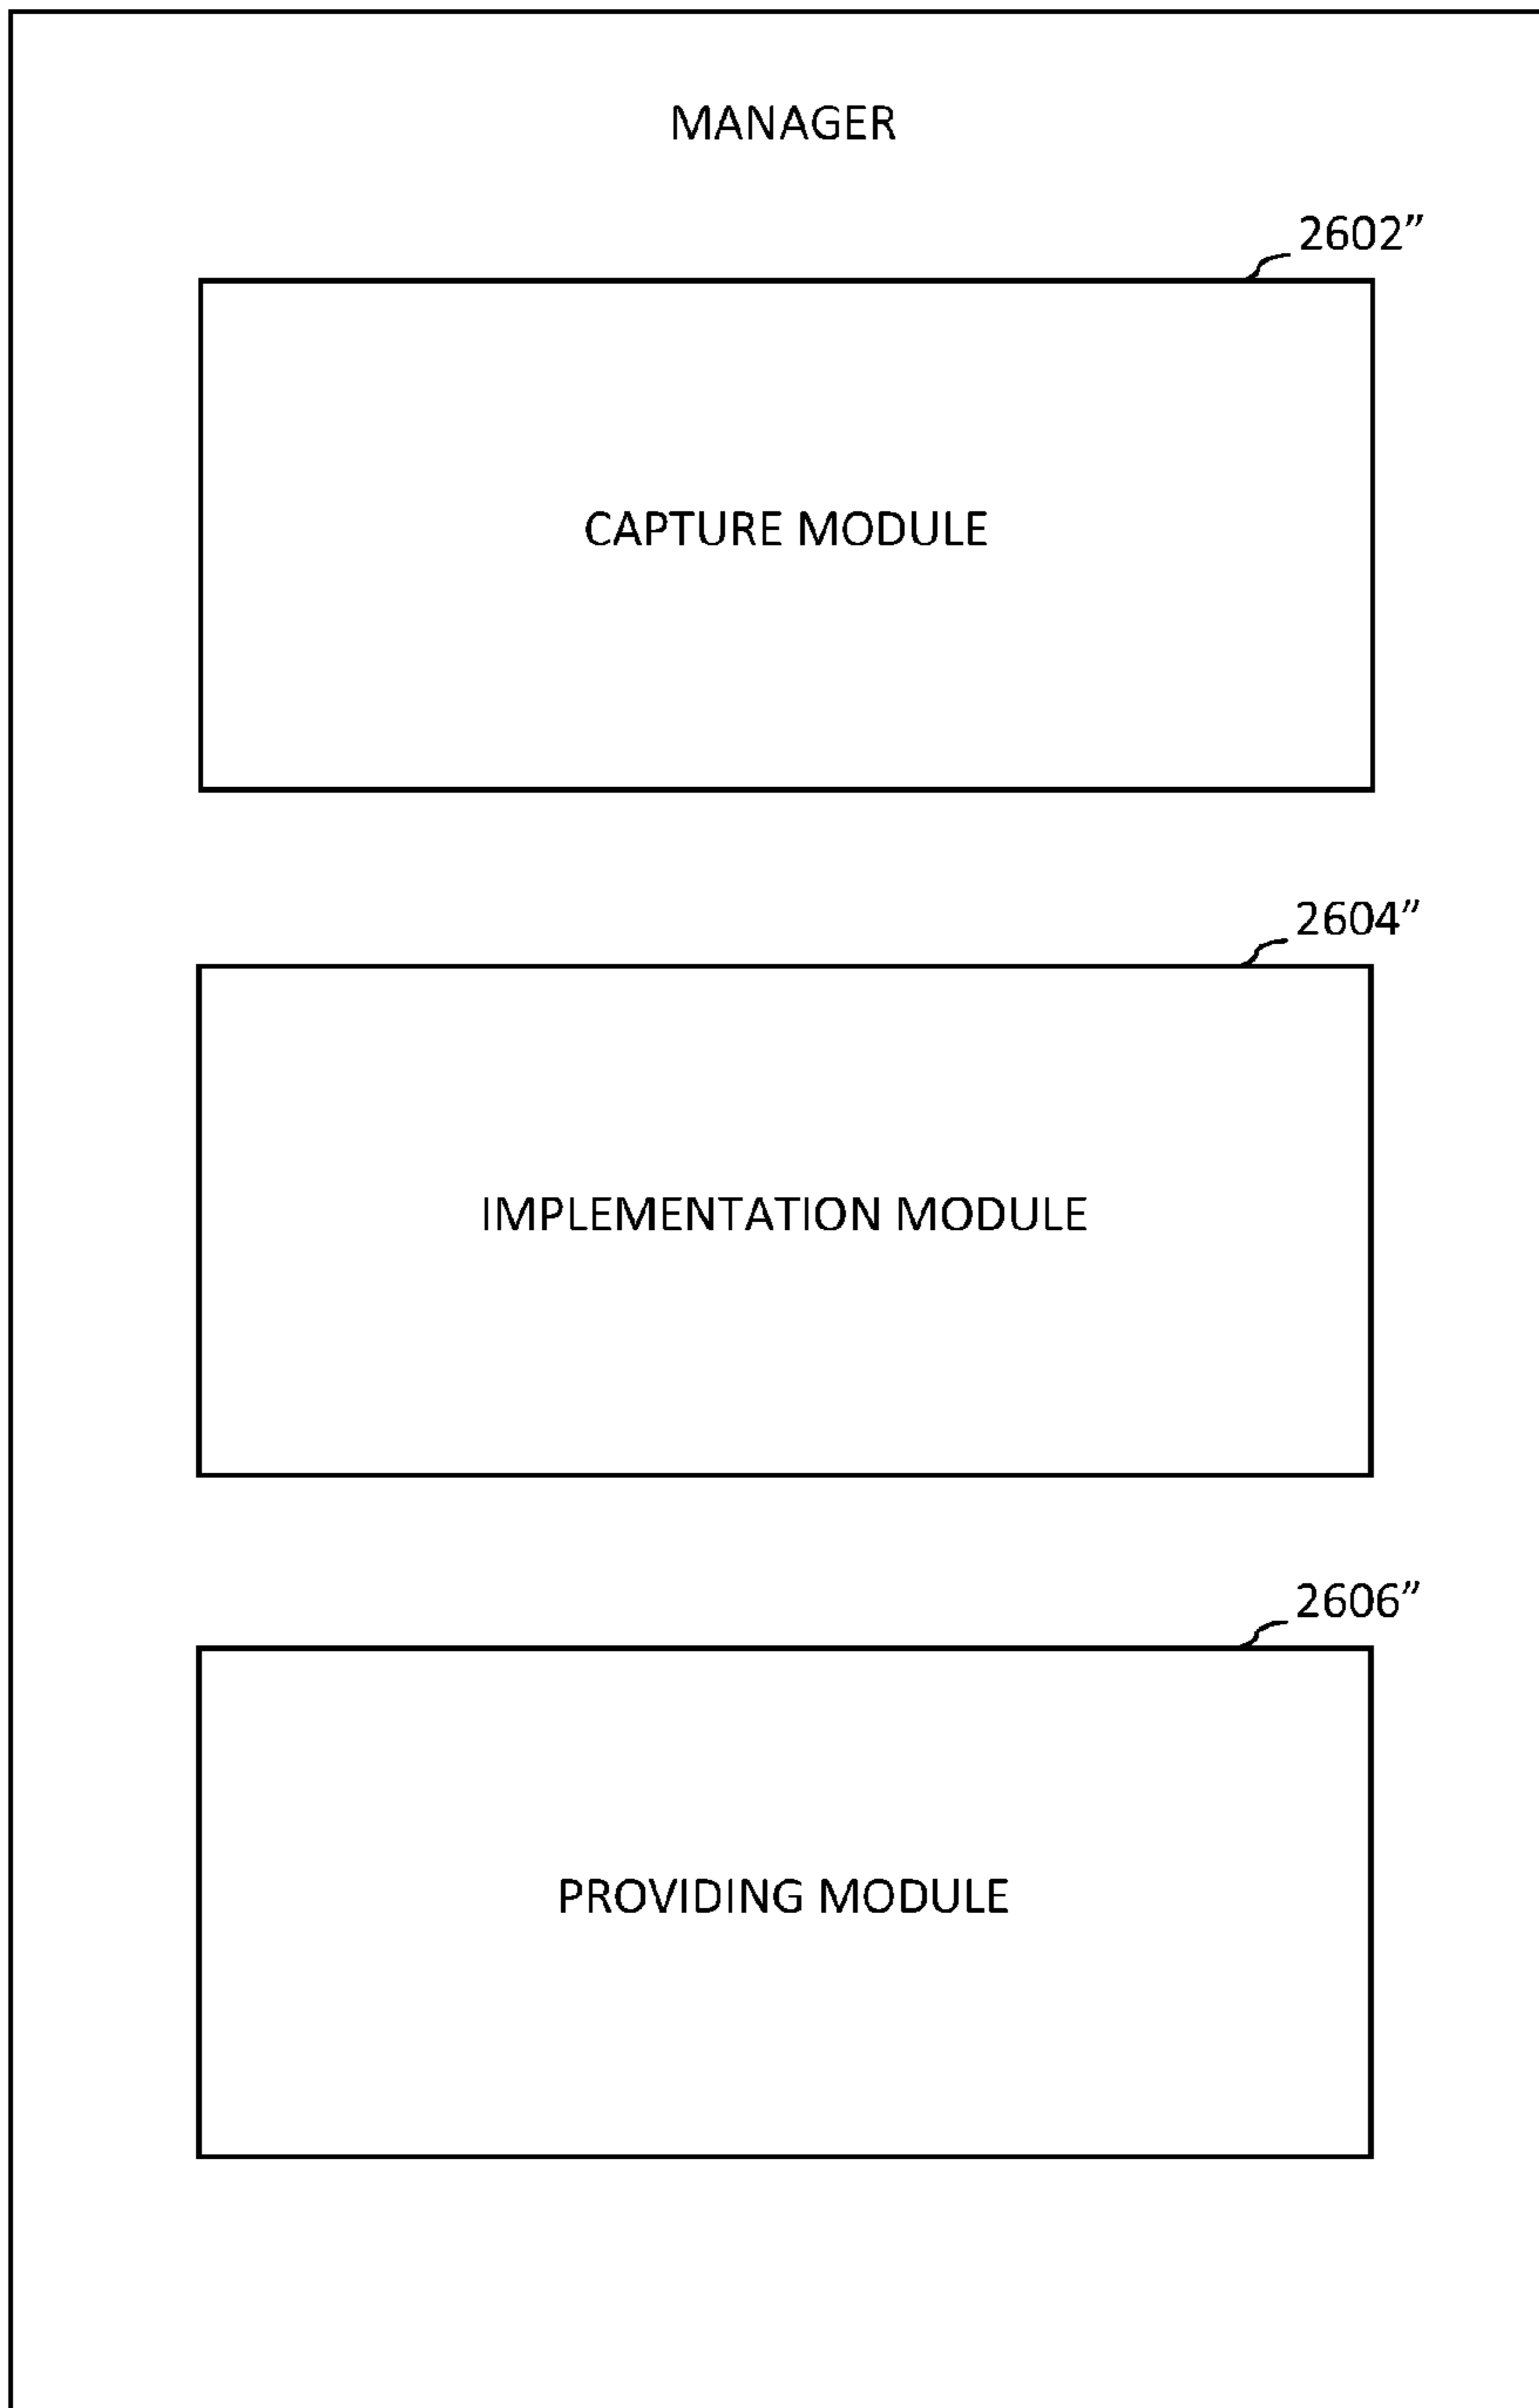 MANAGER
2602”
CAPTURE MODULE
2604”
IMPLEMENTATION MODULE
2606”
PROVIDING MODULE